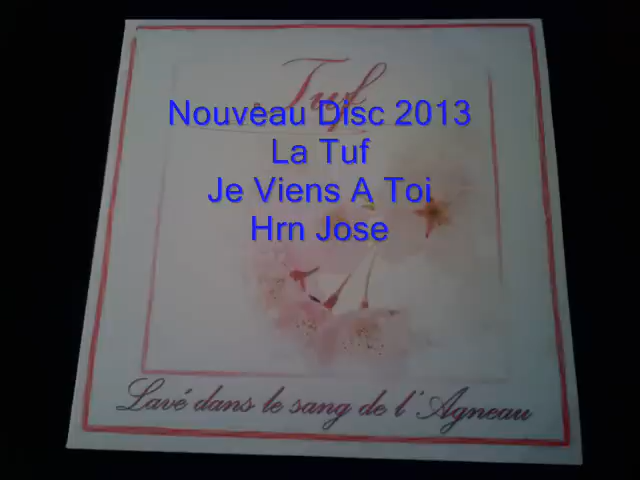 Tuf
Nouveau Disc 2013
La Tuf
Je Viens A Toi
Hrn Jose
Lavé dans le sang de l'Agneau